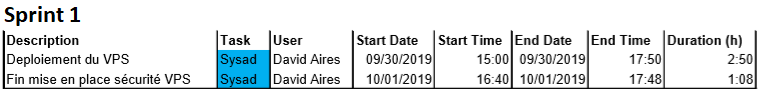 Sprint 1
Description Task User Start Date Start Time End Date End Time Duration (h)
Deploiement du VPS Sysad David Aires 09/30/2019 15:00 09/30/2019 17:50 2:50
Fin mise en place sécurité VPS Sysad David Aires 10/01/2019 16:40 10/01/2019 17:48 1:08